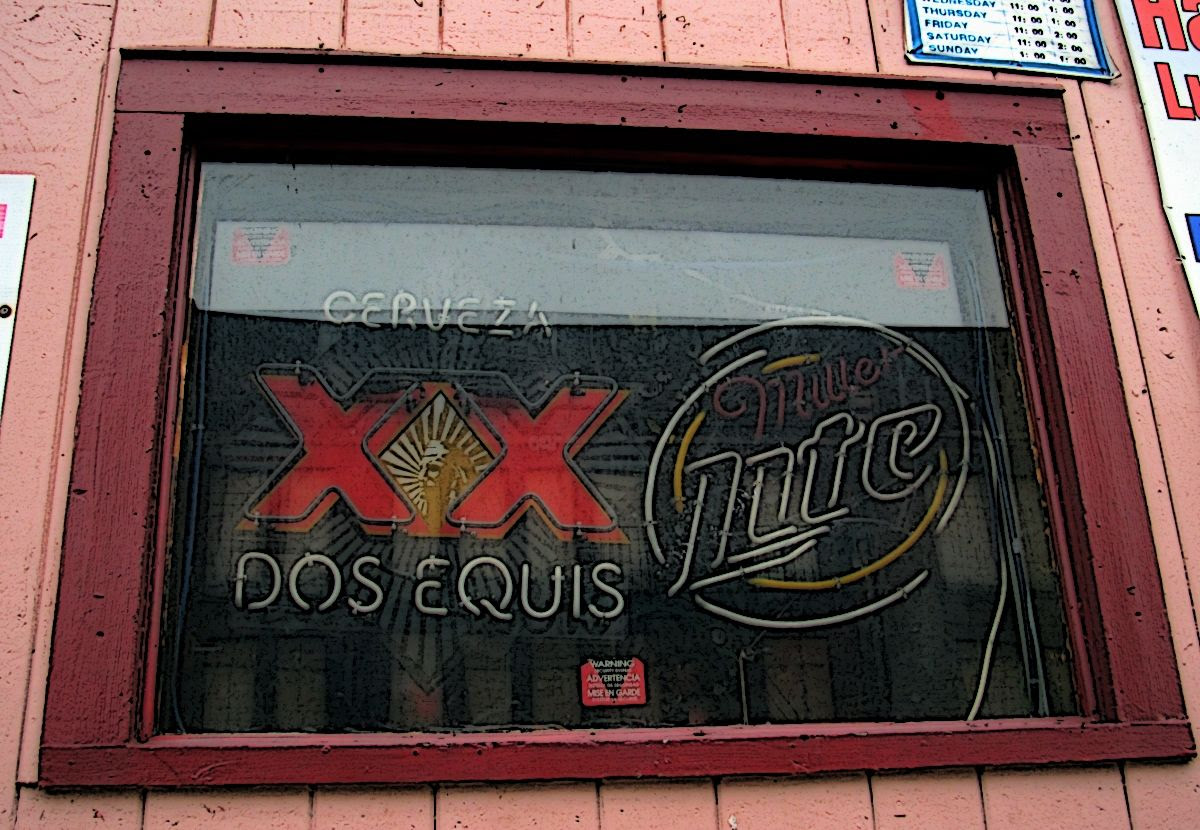 WEDNESDAY 11:00 1:00
THURSDAY 11:00 1:00
FRIDAY 11:00 2:00
SATURDAY 11:00 2:00
SUNDAY 1:00 1:00
CERVEZA
XX
DOS EQUIS
Miller
Lite
WARNING
ADVERTENCIA
MISE EN GARDE